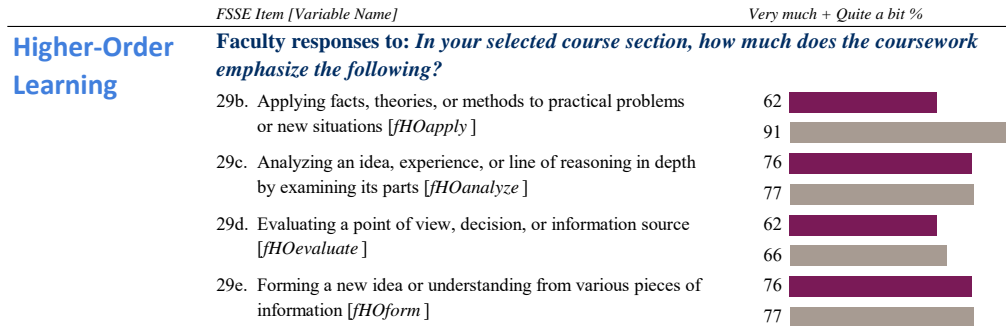 FSSE Item [Variable Name] Very much + Quite a bit %
Higher-Order
Learning
Faculty responses to: In your selected course section, how much does the coursework
emphasize the following?
29b. Applying facts, theories, or methods to practical problems
or new situations [fHOapply]
62
91
29c. Analyzing an idea, experience, or line of reasoning in depth
by examining its parts [fHOanalyze]
76
77
29d. Evaluating a point of view, decision, or information source
[fHOevaluate]
62
66
29e. Forming a new idea or understanding from various pieces of
information [fHOform]
76
77